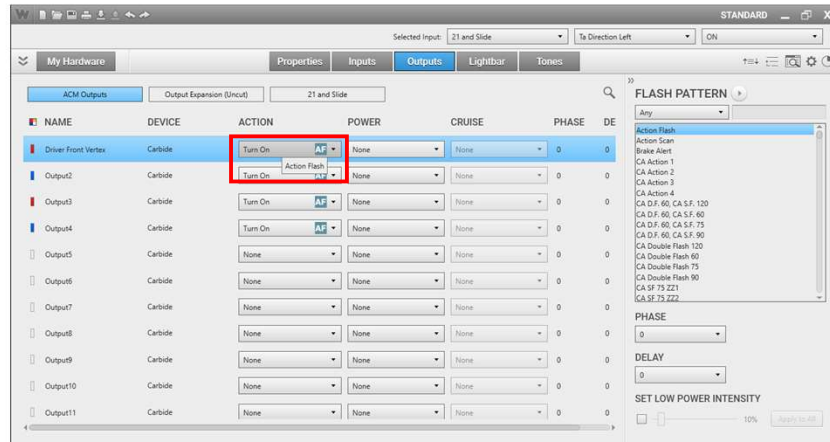 W STANDARD X
Selected Input: 21 and Slide Ta Direction Left ON
My Hardware Properties Inputs Outputs Lightbar Tones
ACM Outputs Output Expansion (Uncut) 21 and Slide
NAME DEVICE ACTION POWER CRUISE PHASE DE
Driver Front Vertex Carbide Turn On AF None None 0 0
Action Flash
Output2 Carbide Turn On AF None None 0 0
Output3 Carbide Turn On AF None None 0 0
Output4 Carbide Turn On AF None None 0 0
Output5 Carbide None None None 0 0
Output6 Carbide None None None 0 0
Output7 Carbide None None None 0 0
Output8 Carbide None None None 0 0
Output9 Carbide None None None 0 0
Output10 Carbide None None None 0 0
Output11 Carbide None None None 0 0
FLASH PATTERN
Any
Action Flash
Action Scan
Brake Alert
CA Action 1
CA Action 2
CA Action 3
CA Action 4
CA D.F. 60, CA S.F. 120
CA D.F. 60, CA S.F. 60
CA D.F. 60, CA S.F. 75
CA D.F. 60, CA S.F. 90
CA Double Flash 120
CA Double Flash 60
CA Double Flash 75
CA Double Flash 90
CA SF 75 ZZ1
CA SF 75 ZZ2
PHASE
0
DELAY
0
SET LOW POWER INTENSITY
10% Apply to All